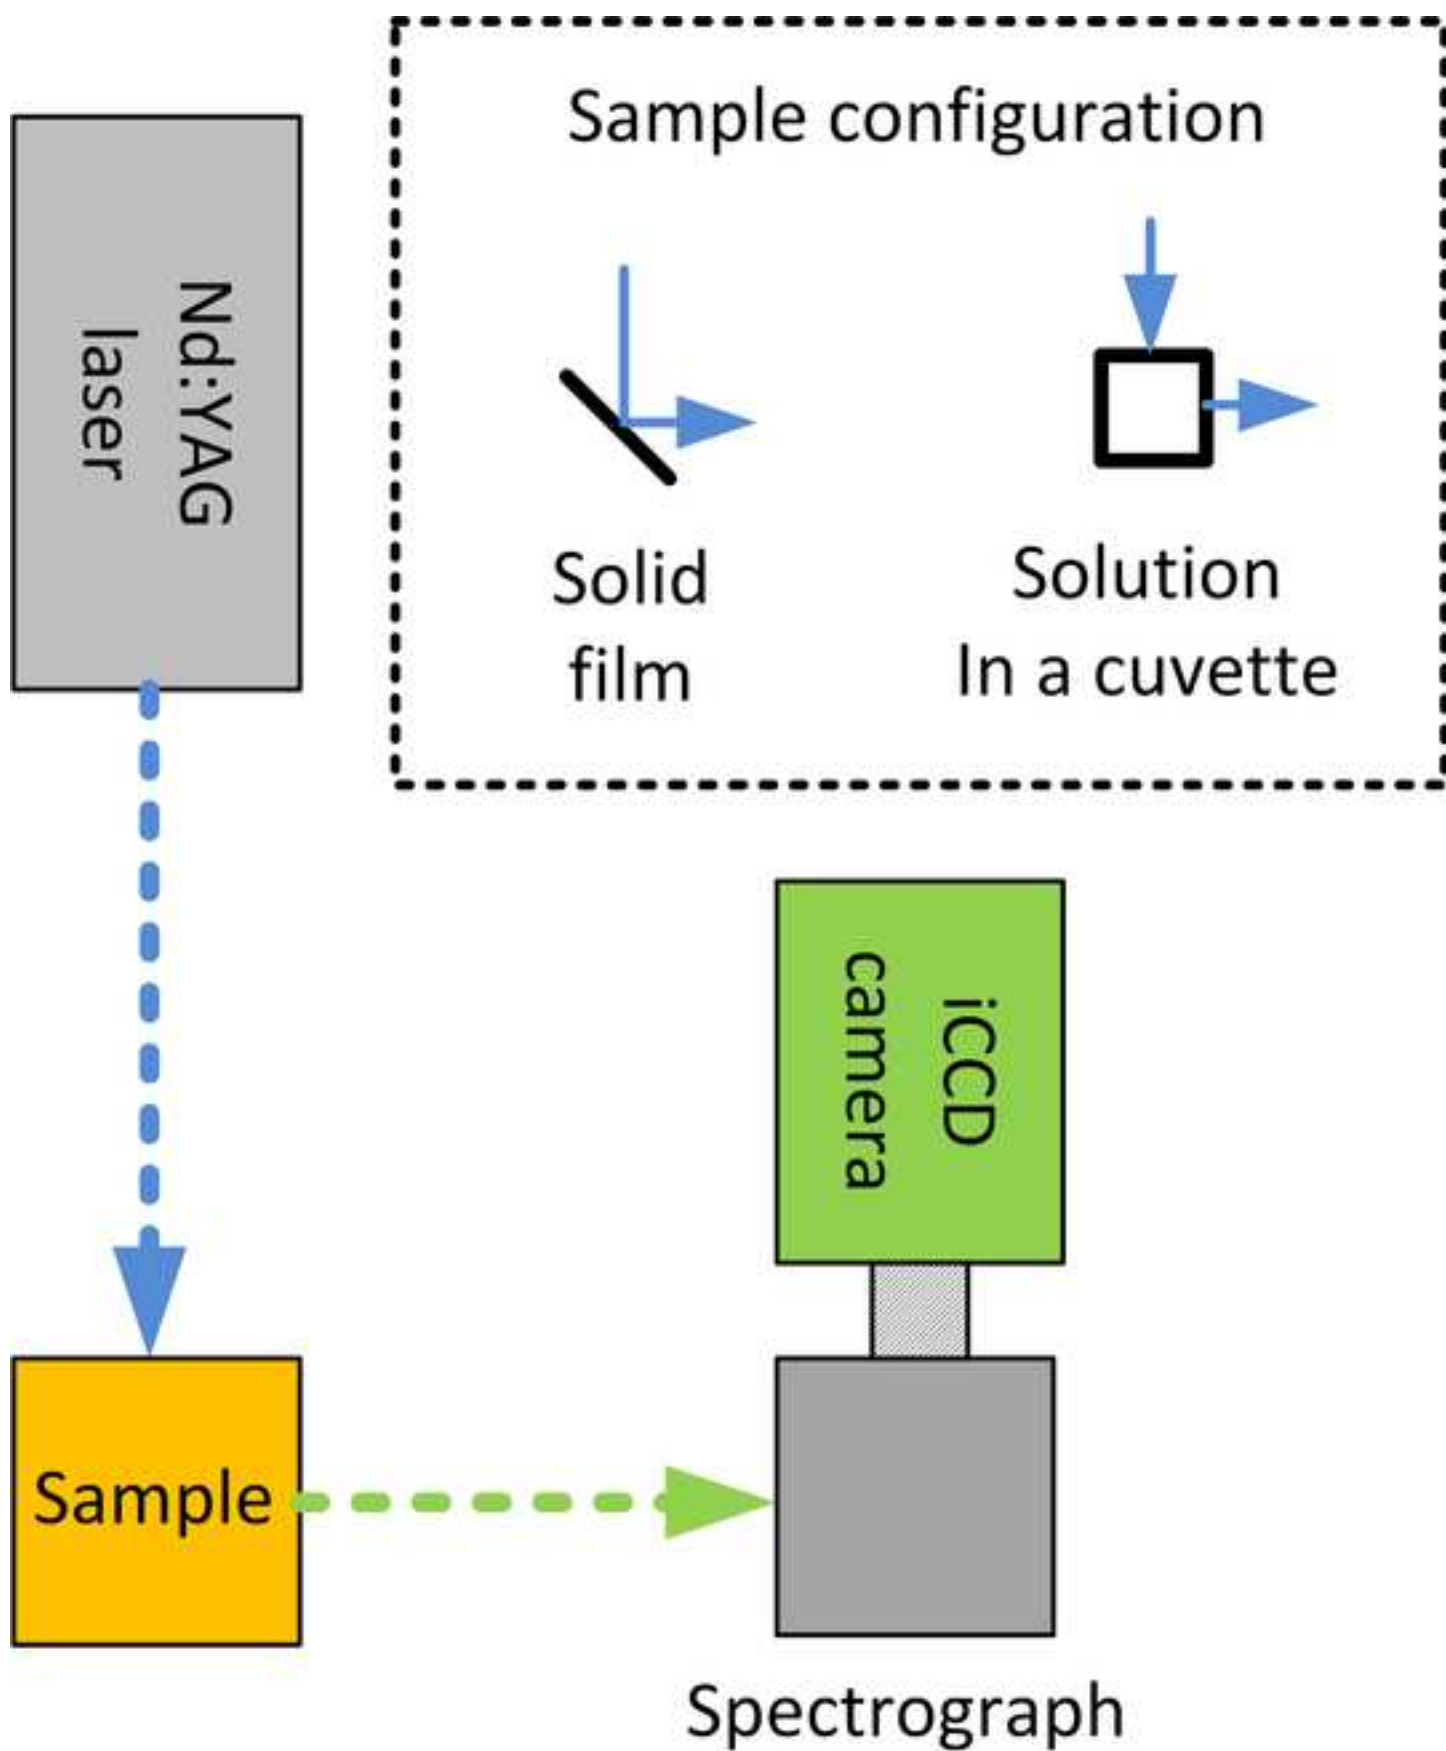 Sample configuration
Nd:YAG
laser
Solid
film
Solution
In a cuvette
iCCD
camera
Sample
Spectrograph